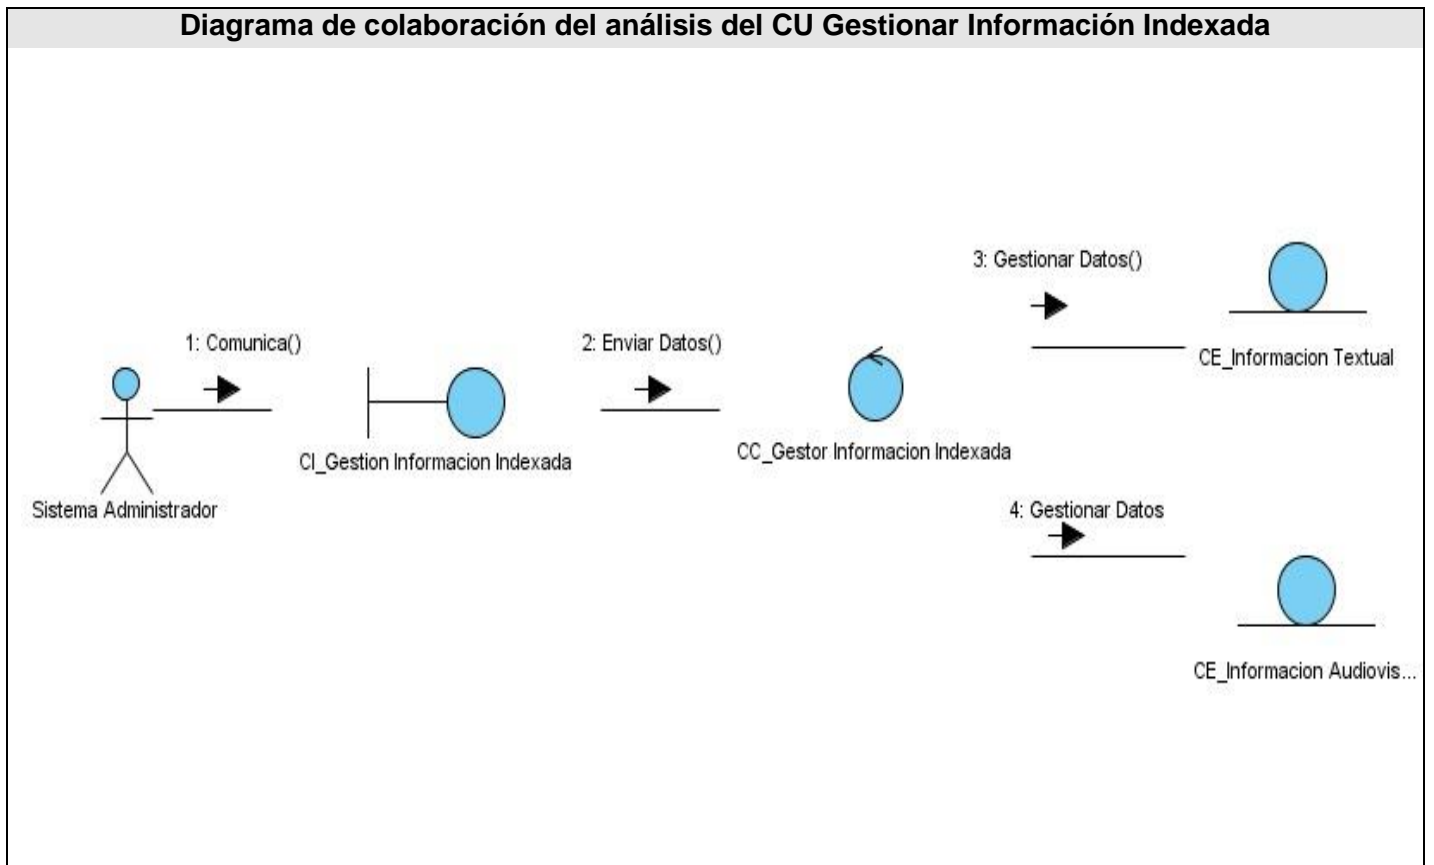 Diagrama de colaboración del análisis del CU Gestionar Información Indexada
3: Gestionar Datos()
1: Comunica()
2: Enviar Datos()
CE_Informacion Textual
CI_Gestion Informacion Indexada
CC_Gestor Informacion Indexada
Sistema Administrador
4: Gestionar Datos
CE_Informacion Audiovis...